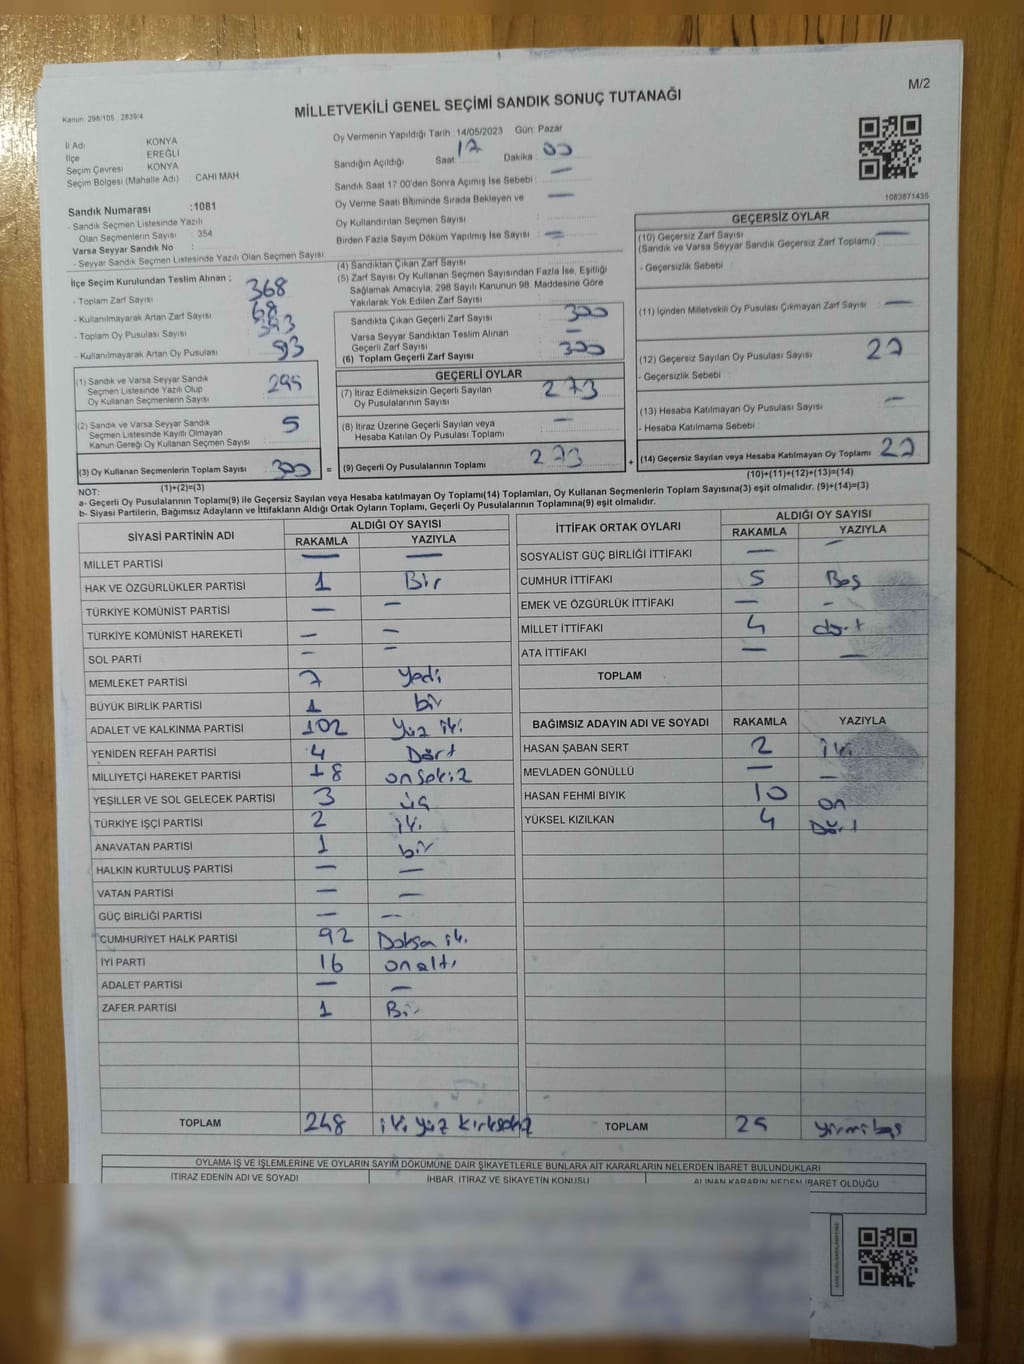 M/2
Kanun: 298/105 2839/4
MİLLETVEKİLİ GENEL SEÇİMİ SANDIK SONUÇ TUTANAĞI
İl Adı KONYA
İlçe EREĞLİ
Seçim Çevresi KONYA
Seçim Bölgesi (Mahalle Adı) CAHI MAH
Sandık Numarası :1081
- Sandık Seçmen Listesinde Yazılı
Olan Seçmenlerin Sayısı : 354
Varsa Seyyar Sandık No :
- Seyyar Sandık Seçmen Listesinde Yazılı Olan Seçmen Sayısı
Oy Vermenin Yapıldığı Tarih :14/05/2023 Gün: Pazar
Sandığın Açıldığı Saat: 17 Dakika : 00
Sandık Saat 17:00'den Sonra Açımış İse Sebebi : —
Oy Verme Saati Bitiminde Sırada Bekleyen ve —
Oy Kullandırılan Seçmen Sayısı
Birden Fazla Sayım Döküm Yapılmış İse Sayısı : —
1083871435
İlçe Seçim Kurulundan Teslim Alınan ;
- Toplam Zarf Sayısı 368
- Kullanılmayarak Artan Zarf Sayısı 68
- Toplam Oy Pusulası Sayısı 393
- Kullanılmayarak Artan Oy Pusulası 93
(1) Sandık ve Varsa Seyyar Sandık
Seçmen Listesinde Yazılı Olup
Oy Kullanan Seçmenlerin Sayısı 295
(2) Sandık ve Varsa Seyyar Sandık
Seçmen Listesinde Kayıtlı Olmayan
Kanun Gereği Oy Kullanan Seçmen Sayısı 5
(3) Oy Kullanan Seçmenlerin Toplam Sayısı 300 =
(1)+(2)=(3)
(4) Sandıktan Çıkan Zarf Sayısı
(5) Zarf Sayısı Oy Kullanan Seçmen Sayısından Fazla İse, Eşitliği
Sağlamak Amacıyla, 298 Sayılı Kanunun 98. Maddesine Göre
Yakılarak Yok Edilen Zarf Sayısı
Sandıkta Çıkan Geçerli Zarf Sayısı 300
Varsa Seyyar Sandıktan Teslim Alınan —
Geçerli Zarf Sayısı
(6) Toplam Geçerli Zarf Sayısı 300
GEÇERLİ OYLAR
(7) İtiraz Edilmeksizin Geçerli Sayılan
Oy Pusulalarının Sayısı 273
(8) İtiraz Üzerine Geçerli Sayılan veya
Hesaba Katılan Oy Pusulası Toplamı —
(9) Geçerli Oy Pusulalarının Toplamı 273 +
GEÇERSİZ OYLAR
(10) Geçersiz Zarf Sayısı —
(Sandık ve Varsa Seyyar Sandık Geçersiz Zarf Toplamı)
- Geçersizlik Sebebi :
(11) İçinden Milletvekili Oy Pusulası Çıkmayan Zarf Sayısı —
(12) Geçersiz Sayılan Oy Pusulası Sayısı 27
- Geçersizlik Sebebi :
(13) Hesaba Katılmayan Oy Pusulası Sayısı —
- Hesaba Katılmama Sebebi
(14) Geçersiz Sayılan veya Hesaba Katılmayan Oy Toplamı 27
(10)+(11)+(12)+(13)=(14)
NOT:
a- Geçerli Oy Pusulalarının Toplamı(9) ile Geçersiz Sayılan veya Hesaba katılmayan Oy Toplamı(14) Toplamları, Oy Kullanan Seçmenlerin Toplam Sayısına(3) eşit olmalıdır. (9)+(14)=(3)
b- Siyasi Partilerin, Bağımsız Adayların ve İttifakların Aldığı Ortak Oyların Toplamı, Geçerli Oy Pusulalarının Toplamına(9) eşit olmalıdır.
SİYASİ PARTİNİN ADI ALDIĞI OY SAYISI
RAKAMLA YAZIYLA
MİLLET PARTİSİ — —
HAK VE ÖZGÜRLÜKLER PARTİSİ 1 Bir
TÜRKİYE KOMÜNİST PARTİSİ — —
TÜRKİYE KOMÜNİST HAREKETİ — —
SOL PARTİ — —
MEMLEKET PARTİSİ 7 Yedi
BÜYÜK BİRLİK PARTİSİ 1 bir
ADALET VE KALKINMA PARTİSİ 102 Yüz iki
YENİDEN REFAH PARTİSİ 4 Dört
MİLLİYETÇİ HAREKET PARTİSİ 18 onsekiz
YEŞİLLER VE SOL GELECEK PARTİSİ 3 üç
TÜRKİYE İŞÇİ PARTİSİ 2 iki
ANAVATAN PARTİSİ 1 bir
HALKIN KURTULUŞ PARTİSİ — —
VATAN PARTİSİ — —
GÜÇ BİRLİĞİ PARTİSİ — —
CUMHURİYET HALK PARTİSİ 92 Doksan iki
İYİ PARTİ 16 onaltı
ADALET PARTİSİ — —
ZAFER PARTİSİ 1 Bir
TOPLAM 248 iki yüz kırksekiz
İTTİFAK ORTAK OYLARI ALDIĞI OY SAYISI
RAKAMLA YAZIYLA
SOSYALİST GÜÇ BİRLİĞİ İTTİFAKI — —
CUMHUR İTTİFAKI 5 Beş
EMEK VE ÖZGÜRLÜK İTTİFAKI — —
MİLLET İTTİFAKI 4 dört
ATA İTTİFAKI — —
TOPLAM
BAĞIMSIZ ADAYIN ADI VE SOYADI RAKAMLA YAZIYLA
HASAN ŞABAN SERT 2 iki
MEVLADEN GÖNÜLLÜ — —
HASAN FEHMİ BIYIK 10 on
YÜKSEL KIZILKAN 4 Dört
TOPLAM 25 yirmibeş
OYLAMA İŞ VE İŞLEMLERİNE VE OYLARIN SAYIM DÖKÜMÜNE DAİR ŞİKAYETLERLE BUNLARA AİT KARARLARIN NELERDEN İBARET BULUNDUKLARI
İTİRAZ EDENİN ADI VE SOYADI İHBAR, İTİRAZ VE ŞİKAYETİN KONUSU ALINAN KARARIN NEDEN İBARET OLDUĞU